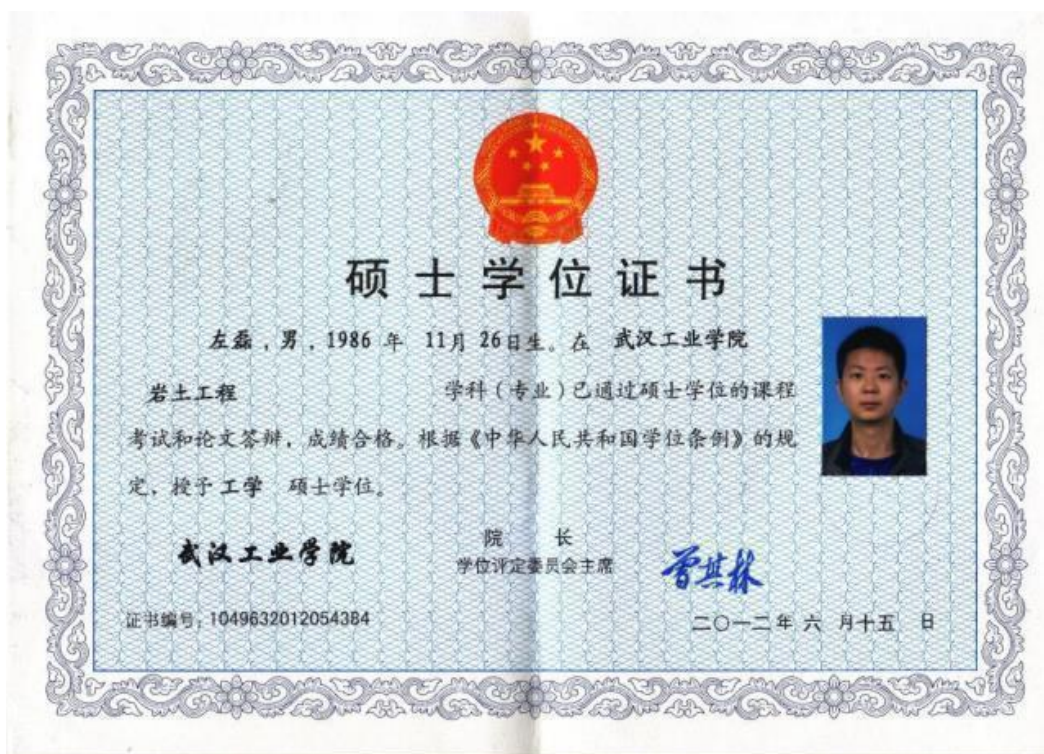 硕士学位证书
左磊，男，1986 年 11月 26日生。在 武汉工业学院
岩土工程 学科（专业）已通过硕士学位的课程
考试和论文答辩，成绩合格。根据《中华人民共和国学位条例》的规
定，授予 工学 硕士学位。
武汉工业学院
院 长
学位评定委员会主席
曾其林
证书编号：1049632012054384
二〇一二年 六 月十五 日